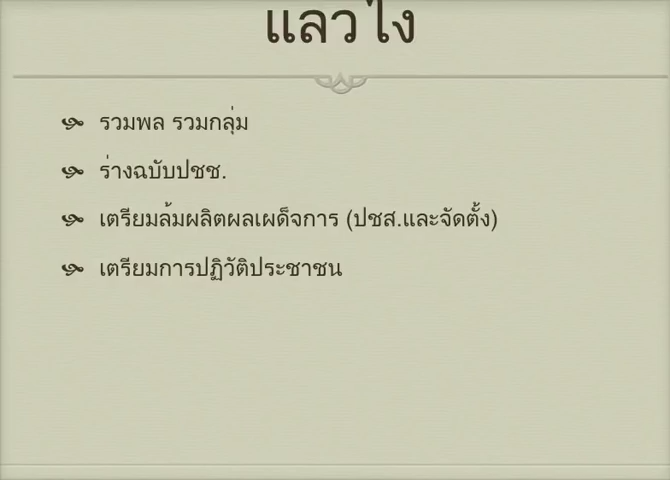 แล้วไง
รวมพล รวมกลุ่ม
ร่างฉบับปชช.
เตรียมล้มผลิตผลเผด็จการ (ปชส.และจัดตั้ง)
เตรียมการปฏิวัติประชาชน